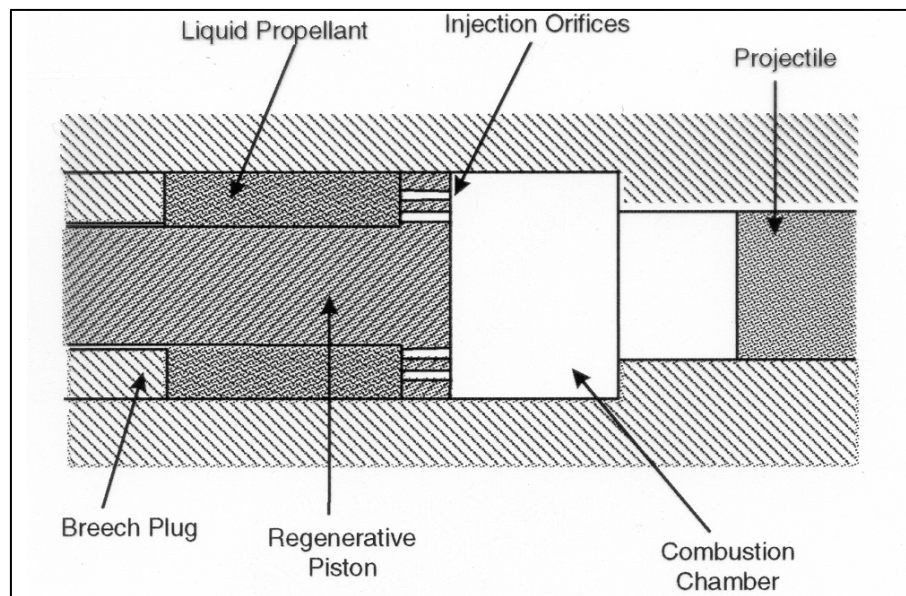 Liquid Propellant
Injection Orifices
Projectile
Breech Plug
Regenerative
Piston
Combustion
Chamber